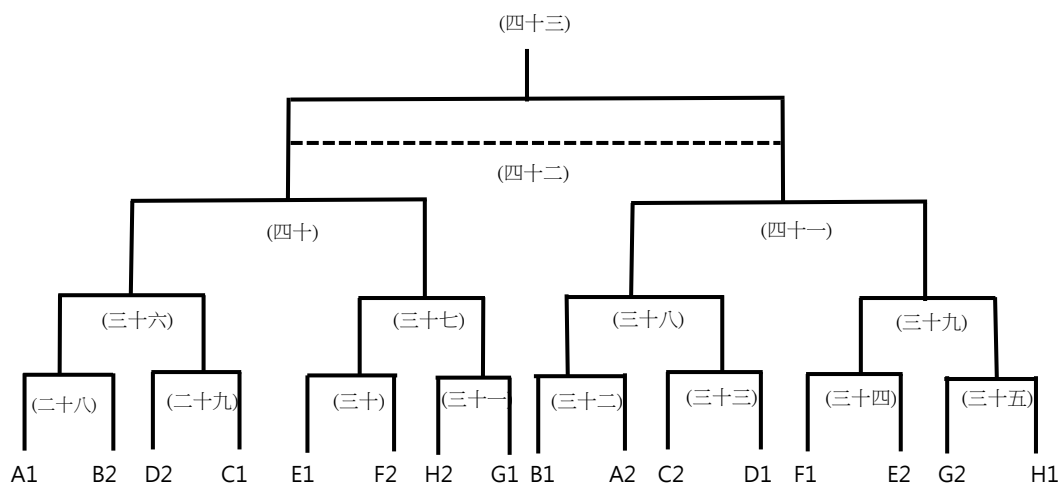 (四十三)
(四十二)
(四十) (四十一)
(三十六) (三十七) (三十八) (三十九)
(二十八) (二十九) (三十) (三十一) (三十二) (三十三) (三十四) (三十五)
A1 B2 D2 C1 E1 F2 H2 G1 B1 A2 C2 D1 F1 E2 G2 H1